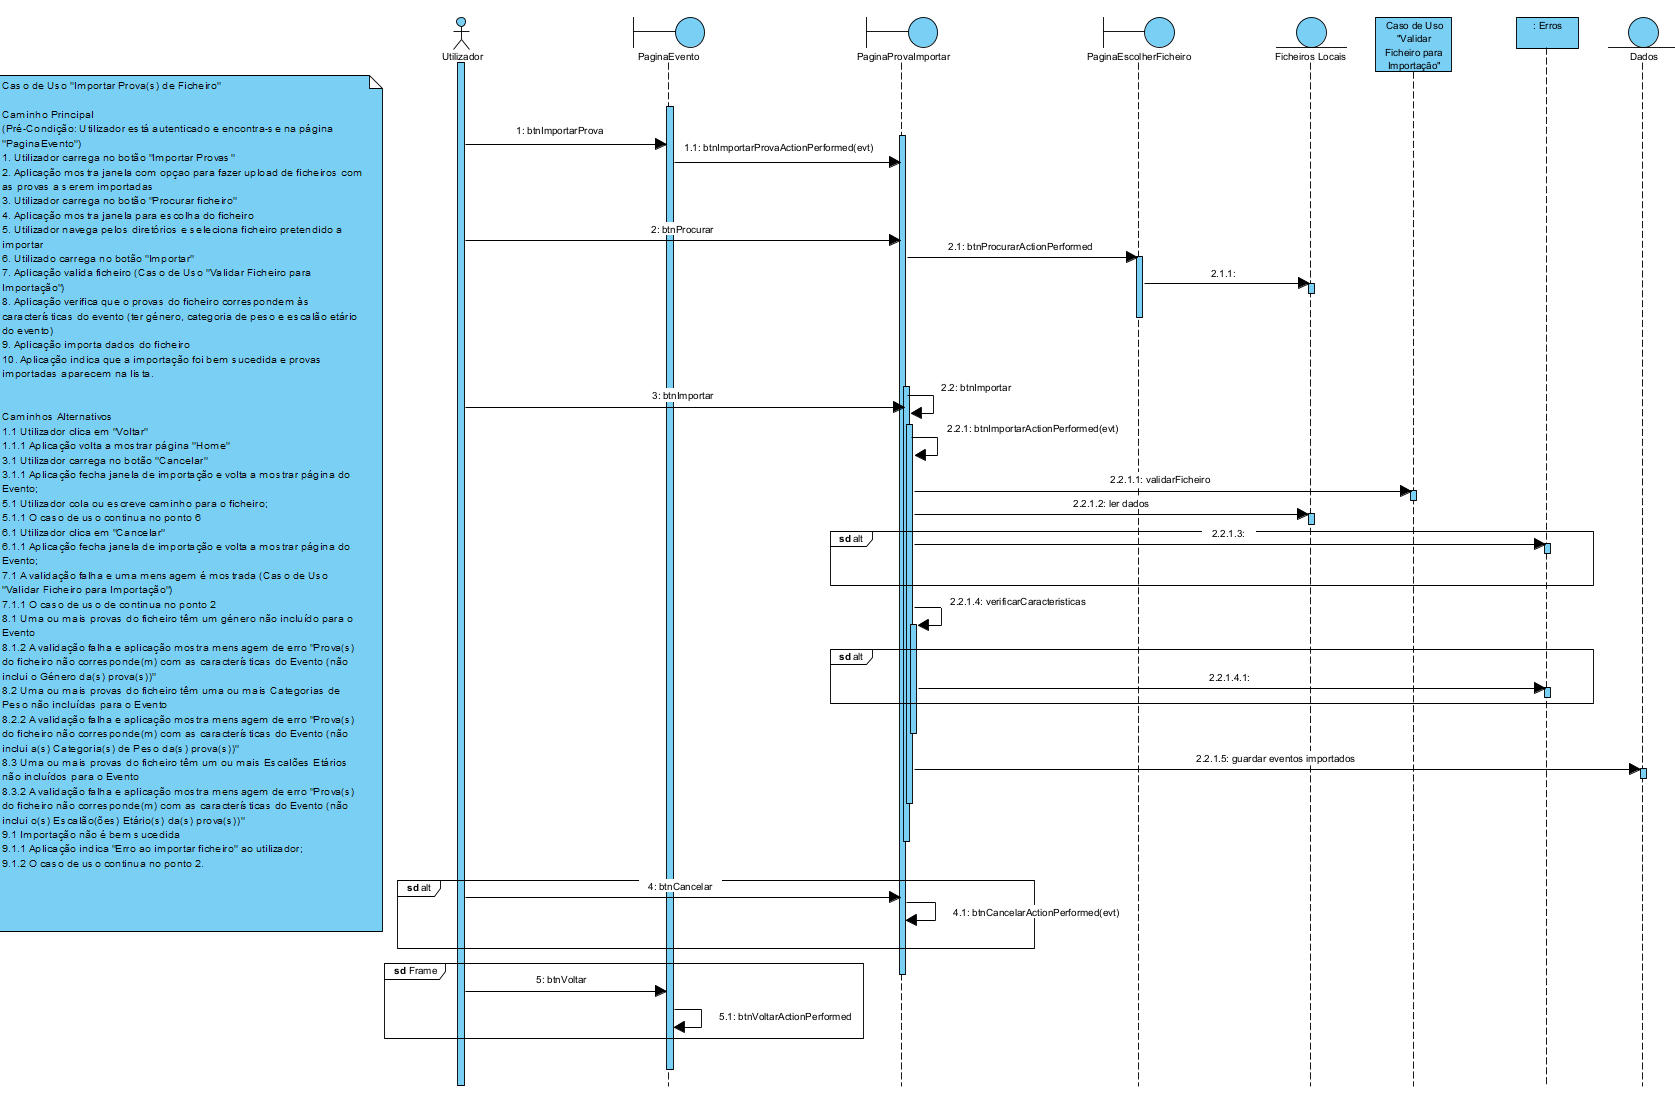 Utilizador
PaginaEvento
PaginaProvaImportar
PaginaEscolherFicheiro
Ficheiros Locais
Caso de Uso
"Validar
Ficheiro para
Importação"
: Erros
Dados
Caso de Uso "Importar Prova(s) de Ficheiro"
Caminho Principal
(Pré-Condição: Utilizador está autenticado e encontra-se na página
"PaginaEvento")
1. Utilizador carrega no botão "Importar Provas"
2. Aplicação mostra janela com opçao para fazer upload de ficheiros com
as provas a serem importadas
3. Utilizador carrega no botão "Procurar ficheiro"
4. Aplicação mostra janela para escolha do ficheiro
5. Utilizador navega pelos diretórios e seleciona ficheiro pretendido a
importar
6. Utilizado carrega no botão "Importar"
7. Aplicação valida ficheiro (Caso de Uso "Validar Ficheiro para
Importação")
8. Aplicação verifica que o provas do ficheiro correspondem às
características do evento (ter género, categoria de peso e escalão etário
do evento)
9. Aplicação importa dados do ficheiro
10. Aplicação indica que a importação foi bem sucedida e provas
importadas aparecem na lista.
Caminhos Alternativos
1.1 Utilizador clica em "Voltar"
1.1.1 Aplicação volta a mostrar página "Home"
3.1 Utilizador carrega no botão "Cancelar"
3.1.1 Aplicação fecha janela de importação e volta a mostrar página do
Evento;
5.1 Utilizador cola ou escreve caminho para o ficheiro;
5.1.1 O caso de uso continua no ponto 6
6.1 Utilizador clica em "Cancelar"
6.1.1 Aplicação fecha janela de importação e volta a mostrar página do
Evento;
7.1 A validação falha e uma mensagem é mostrada (Caso de Uso
"Validar Ficheiro para Importação")
7.1.1 O caso de uso de continua no ponto 2
8.1 Uma ou mais provas do ficheiro têm um género não incluído para o
Evento
8.1.2 A validação falha e aplicação mostra mensagem de erro "Prova(s)
do ficheiro não corresponde(m) com as características do Evento (não
inclui o Género da(s) prova(s))"
8.2 Uma ou mais provas do ficheiro têm uma ou mais Categorias de
Peso não incluídas para o Evento
8.2.2 A validação falha e aplicação mostra mensagem de erro "Prova(s)
do ficheiro não corresponde(m) com as características do Evento (não
inclui a(s) Categoria(s) de Peso da(s) prova(s))"
8.3 Uma ou mais provas do ficheiro têm um ou mais Escalões Etários
não incluídos para o Evento
8.3.2 A validação falha e aplicação mostra mensagem de erro "Prova(s)
do ficheiro não corresponde(m) com as características do Evento (não
inclui o(s) Escalão(ões) Etário(s) da(s) prova(s))"
9.1 Importação não é bem sucedida
9.1.1 Aplicação indica "Erro ao importar ficheiro" ao utilizador;
9.1.2 O caso de uso continua no ponto 2.
1: btnImportarProva
1.1: btnImportarProvaActionPerformed(evt)
2: btnProcurar
2.1: btnProcurarActionPerformed
2.1.1:
3: btnImportar
2.2: btnImportar
2.2.1: btnImportarActionPerformed(evt)
2.2.1.1: validarFicheiro
2.2.1.2: ler dados
sd alt
2.2.1.3:
2.2.1.4: verificarCaracteristicas
sd alt
2.2.1.4.1:
2.2.1.5: guardar eventos importados
sd alt
4: btnCancelar
4.1: btnCancelarActionPerformed(evt)
sd Frame
5: btnVoltar
5.1: btnVoltarActionPerformed